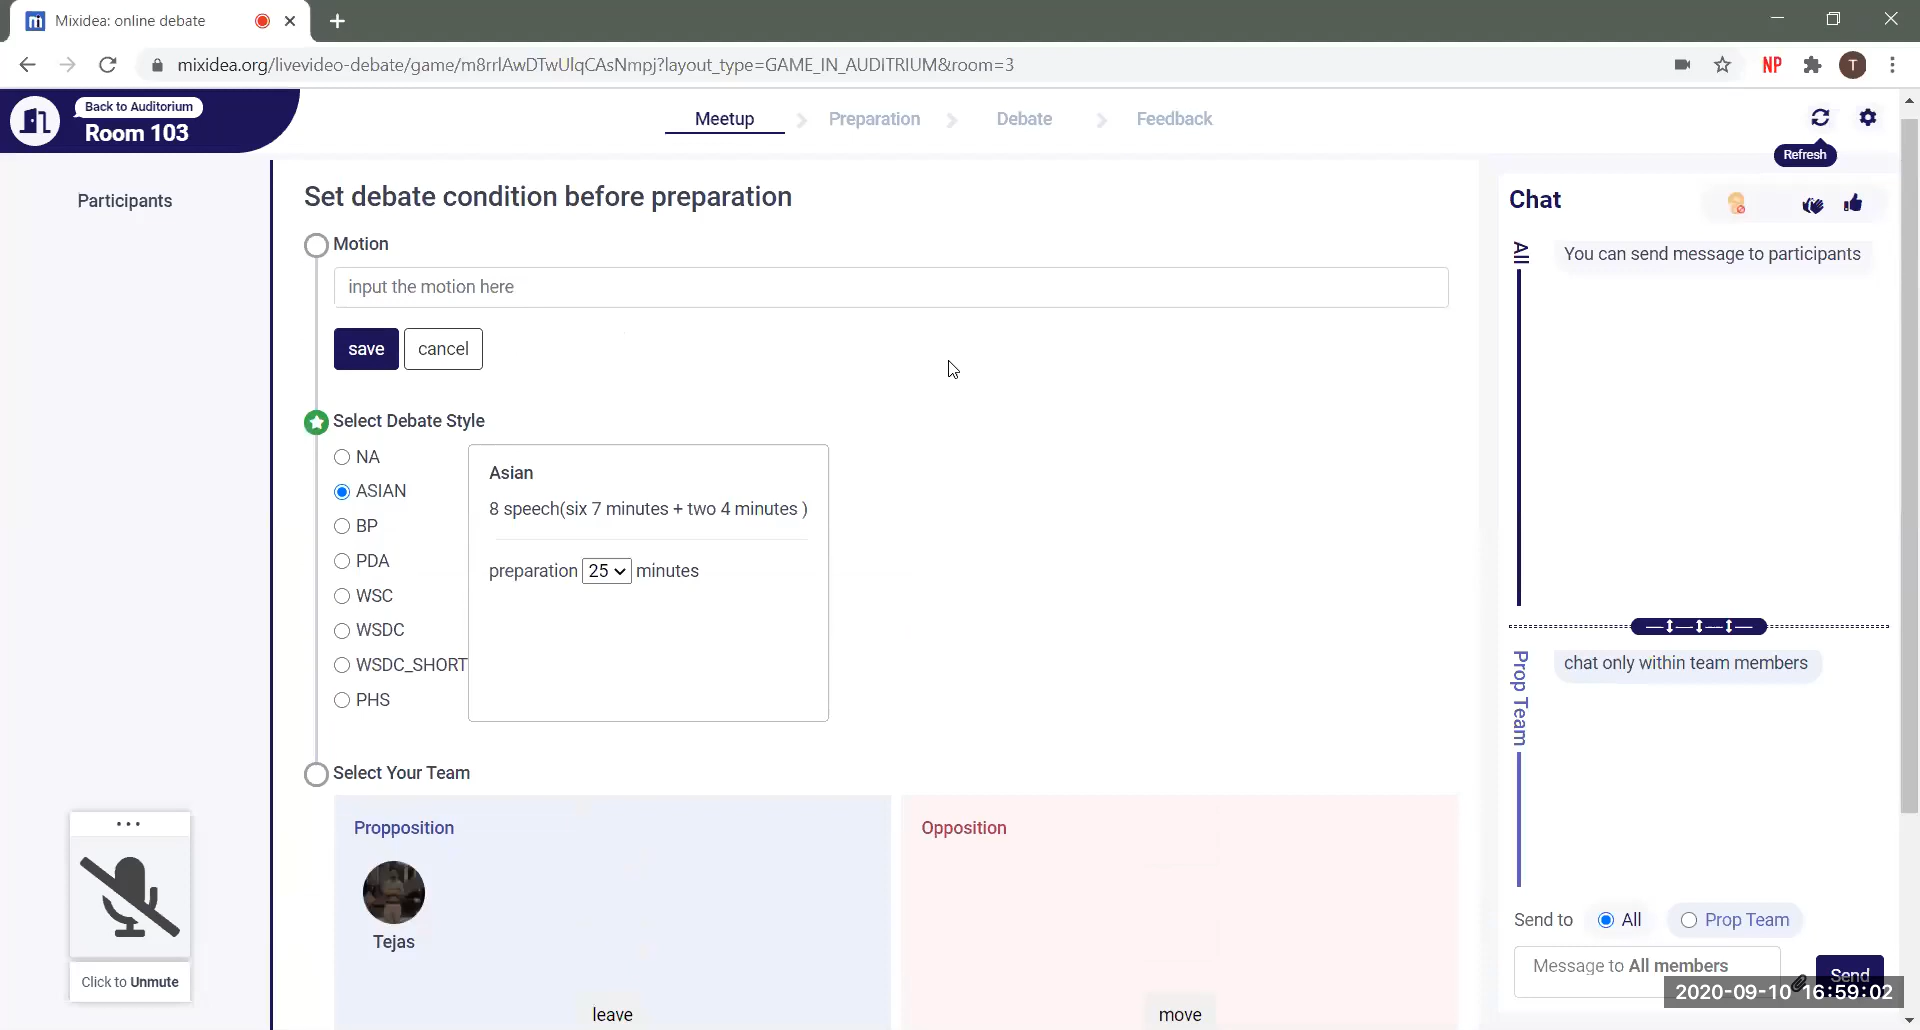 Mixidea: online debate
mixidea.org/livevideo-debate/game/m8rrlAwDTwUlqCAsNmpj?layout_type=GAME_IN_AUDITRIUM&room=3
NP
T
Back to Auditorium
Room 103
Meetup
Preparation
Debate
Feedback
Refresh
Participants
Set debate condition before preparation
Motion
input the motion here
save
cancel
Select Debate Style
NA
ASIAN
BP
PDA
WSC
WSDC
WSDC_SHORT
PHS
Asian
8 speech(six 7 minutes + two 4 minutes )
preparation 25 minutes
Select Your Team
Propposition
Tejas
leave
Opposition
move
Click to Unmute
Chat
All
You can send message to participants
Prop Team
chat only within team members
Send to All Prop Team
Message to All members
Send
2020-09-10 16:59:02